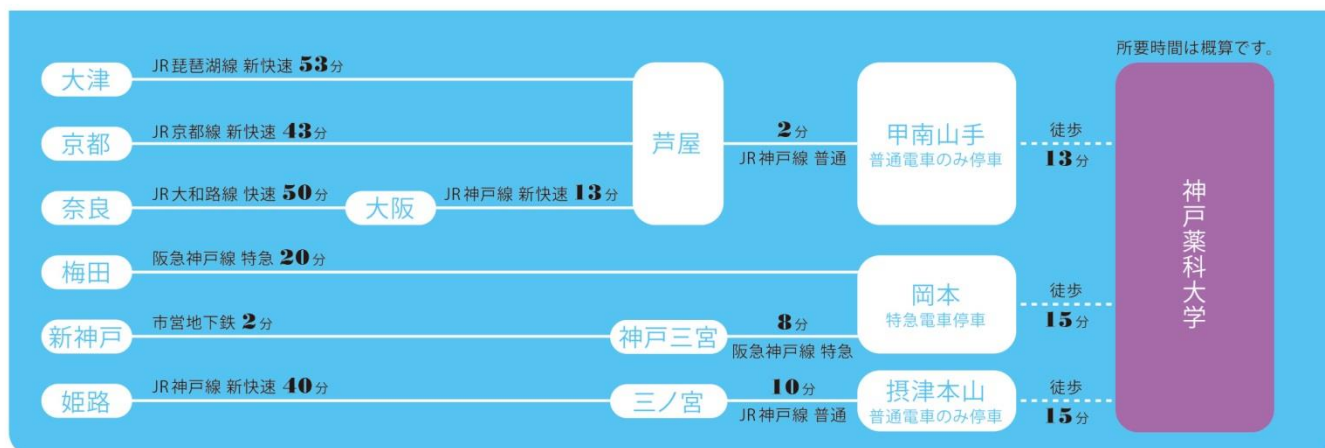 所要時間は概算です。
大津
JR琵琶湖線 新快速 53分
京都
JR京都線 新快速 43分
奈良
JR大和路線 快速 50分
大阪
JR神戸線 新快速 13分
芦屋
2分
JR神戸線 普通
甲南山手
普通電車のみ停車
徒歩
13分
梅田
阪急神戸線 特急 20分
新神戸
市営地下鉄 2分
神戸三宮
8分
阪急神戸線 特急
岡本
特急電車停車
徒歩
15分
姫路
JR神戸線 新快速 40分
三ノ宮
10分
JR神戸線 普通
摂津本山
普通電車のみ停車
徒歩
15分
神戸薬科大学